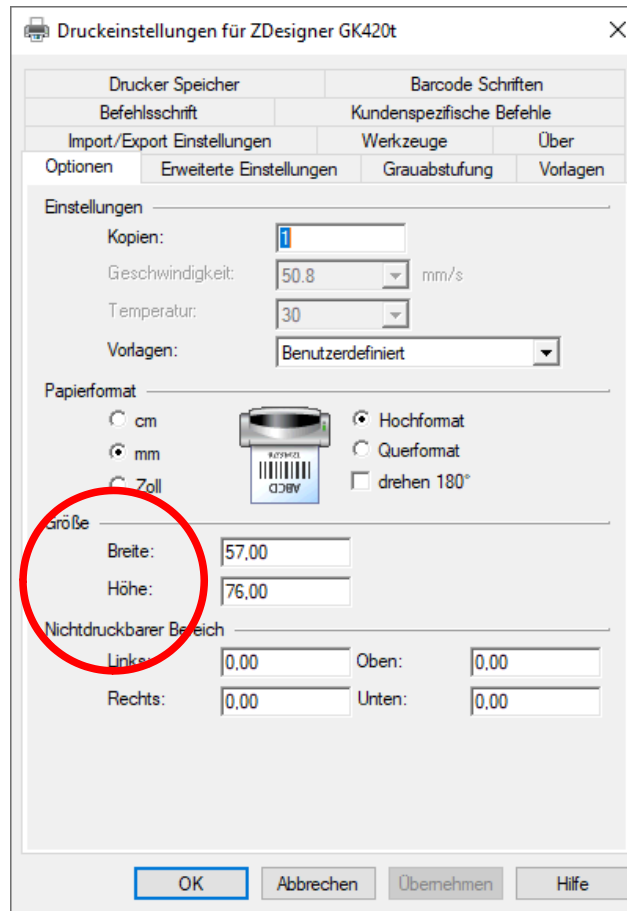 Druckeinstellungen für ZDesigner GK420t
Drucker Speicher Barcode Schriften
Befehlsschrift Kundenspezifische Befehle
Import/Export Einstellungen Werkzeuge Über
Optionen Erweiterte Einstellungen Grauabstufung Vorlagen
Einstellungen
Kopien: 1
Geschwindigkeit: 50.8 mm/s
Temperatur: 30
Vorlagen: Benutzerdefiniert
Papierformat
cm Hochformat
mm Querformat
Zoll drehen 180°
ABCD
Größe
Breite: 57,00
Höhe: 76,00
Nichtdruckbarer Bereich
Links: 0,00 Oben: 0,00
Rechts: 0,00 Unten: 0,00
OK Abbrechen Übernehmen Hilfe